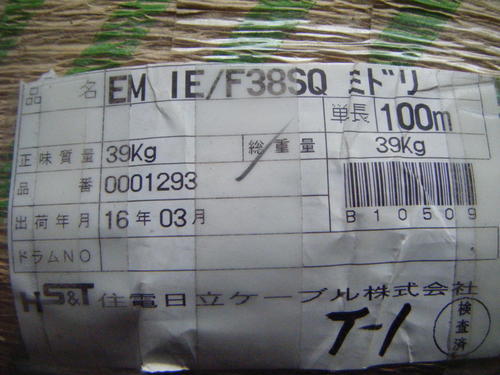 品名 EM IE/F38SQ ミドリ
単長 100m
正味質量 39Kg 総重量 39Kg
品番 0001293
出荷年月 16年03月
B10509
ドラムNO
HS&T 住電日立ケーブル株式会社
T-1
検査済